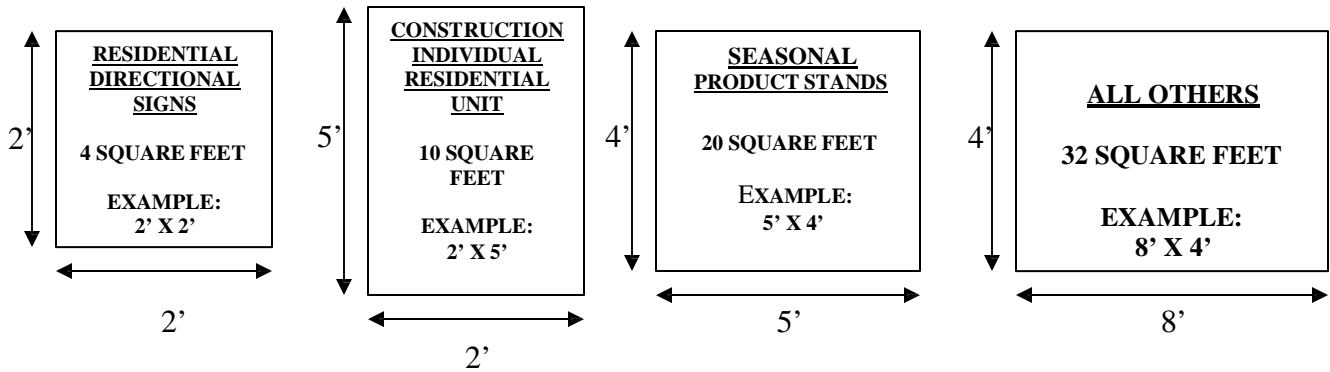 RESIDENTIAL
DIRECTIONAL
SIGNS
4 SQUARE FEET
EXAMPLE:
2’ X 2’
2’
2’
CONSTRUCTION
INDIVIDUAL
RESIDENTIAL
UNIT
10 SQUARE
FEET
EXAMPLE:
2’ X 5’
5’
2’
SEASONAL
PRODUCT STANDS
20 SQUARE FEET
EXAMPLE:
5’ X 4’
4’
5’
ALL OTHERS
32 SQUARE FEET
EXAMPLE:
8’ X 4’
4’
8’